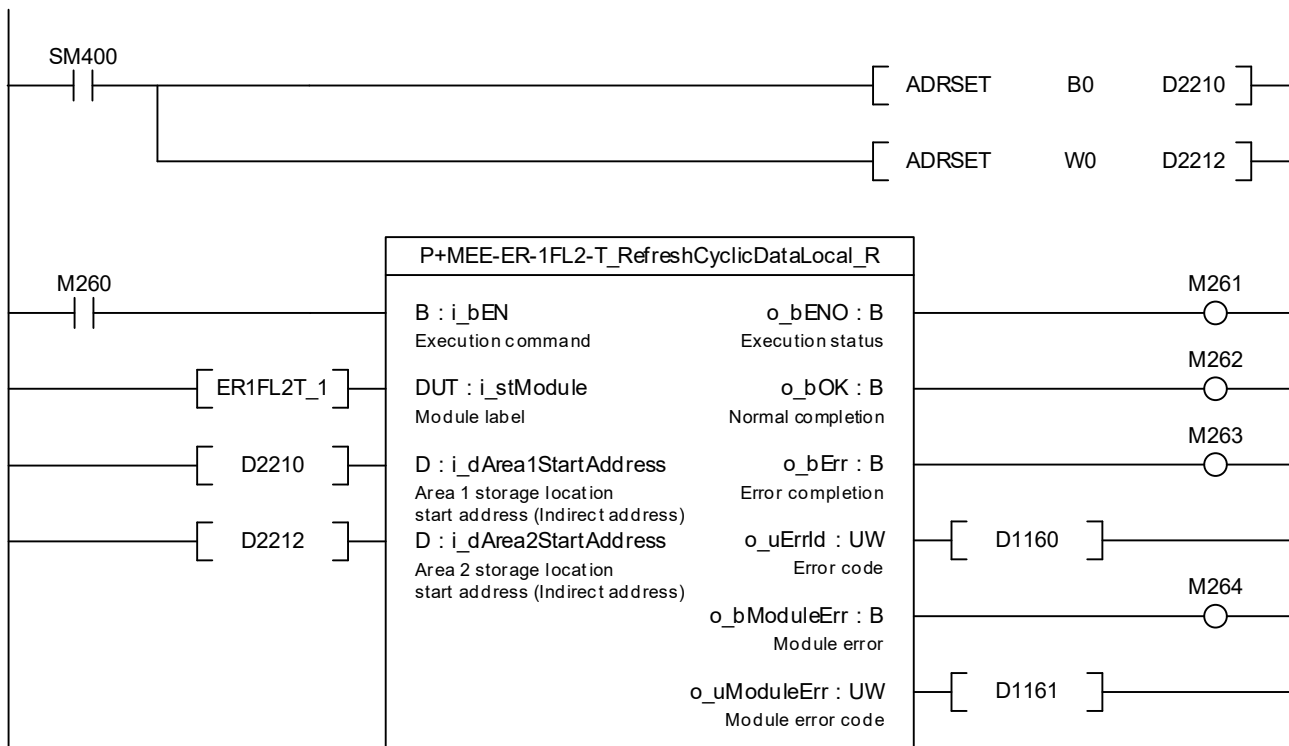 SM400
ADRSET B0 D2210
ADRSET W0 D2212
P+MEE-ER-1FL2-T_RefreshCyclicDataLocal_R
M260
B : i_bEN
Execution command
o_bENO : B
Execution status
M261
ER1FL2T_1
DUT : i_stModule
Module label
o_bOK : B
Normal completion
M262
D2210
D : i_dArea1StartAddress
Area 1 storage location
start address (Indirect address)
o_bErr : B
Error completion
M263
D2212
D : i_dArea2StartAddress
Area 2 storage location
start address (Indirect address)
o_uErrId : UW
Error code
D1160
o_bModuleErr : B
Module error
M264
o_uModuleErr : UW
Module error code
D1161